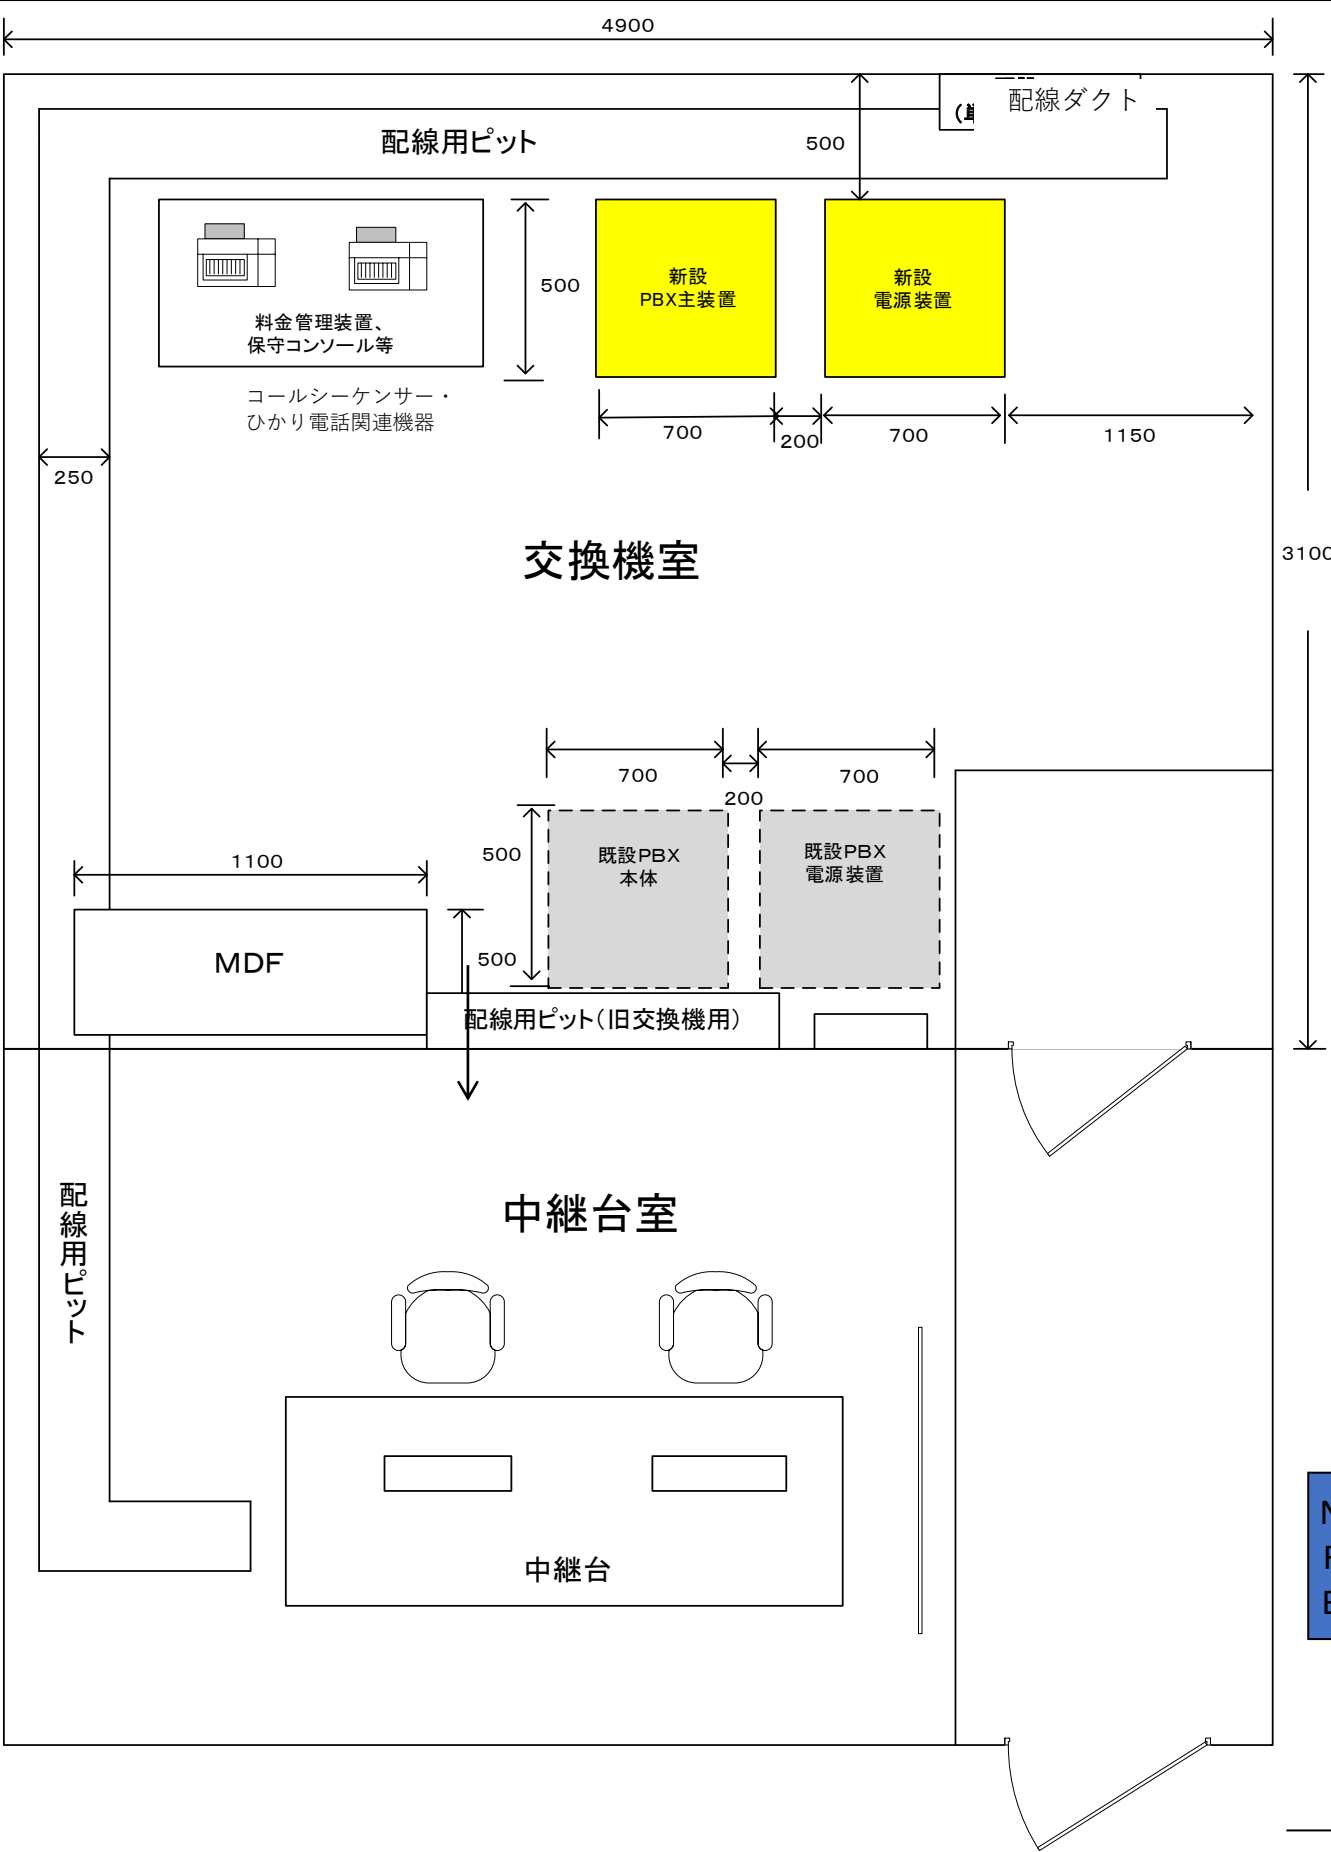 4900
配線ダクト
配線用ピット
500
500
新設
PBX主装置
新設
電源装置
料金管理装置、
保守コンソール等
コールシーケンサー・
ひかり電話関連機器
700
200
700
1150
250
交換機室
3100
700
200
700
500
既設PBX
本体
既設PBX
電源装置
1100
MDF
500
配線用ピット(旧交換機用)
配線用ピット
中継台室
中継台